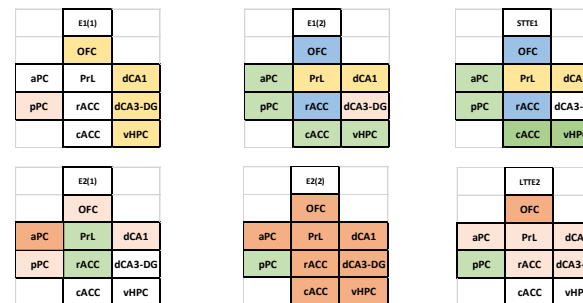 E1(1) E1(2) STTE1
OFC OFC OFC
aPC PrL dCA1 aPC PrL dCA1 aPC PrL
pPC rACC dCA3-DG pPC rACC dCA3-DG pPC rACC
cACC vHPC cACC vHPC cACC
E2(1) E2(2) LTTE2
OFC OFC OFC
aPC PrL dCA1 aPC PrL dCA1 aPC PrL
pPC rACC dCA3-DG pPC rACC dCA3-DG pPC rACC
cACC vHPC cACC vHPC cACC